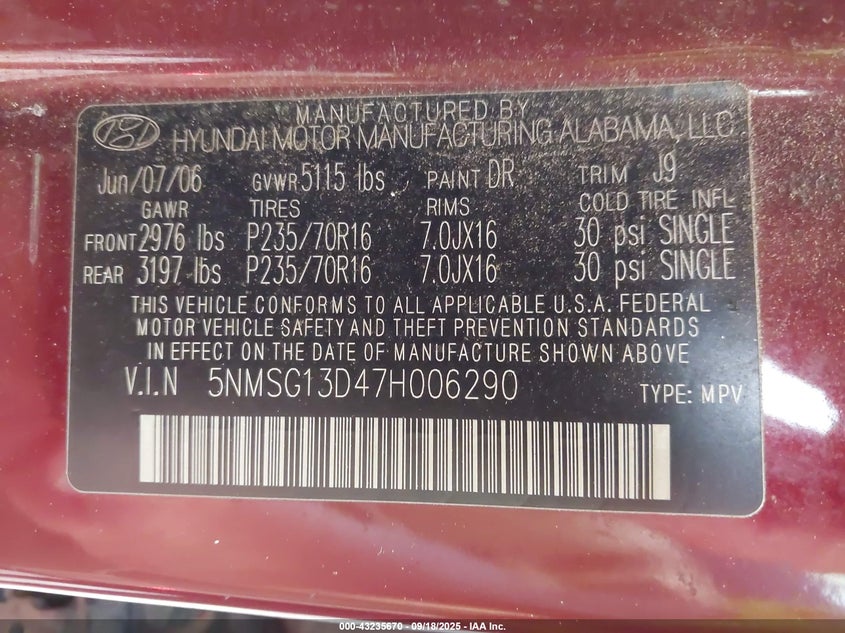 MANUFACTURED BY
HYUNDAI MOTOR MANUFACTURING ALABAMA, LLC
Jun/07/06 GVWR 5115 lbs. PAINT DR TRIM J9
GAWR TIRES RIMS COLD TIRE INFL
FRONT 2976 lbs P235/70R16 7.0JX16 30 psi SINGLE
REAR 3197 lbs P235/70R16 7.0JX16 30 psi SINGLE
THIS VEHICLE CONFORMS TO ALL APPLICABLE U.S.A. FEDERAL
MOTOR VEHICLE SAFETY AND THEFT PREVENTION STANDARDS
IN EFFECT ON THE DATE OF MANUFACTURE SHOWN ABOVE
V.I.N 5NMSG13D47H006290 TYPE: MPV
000-43235670 - 09/18/2025 - IAA Inc.